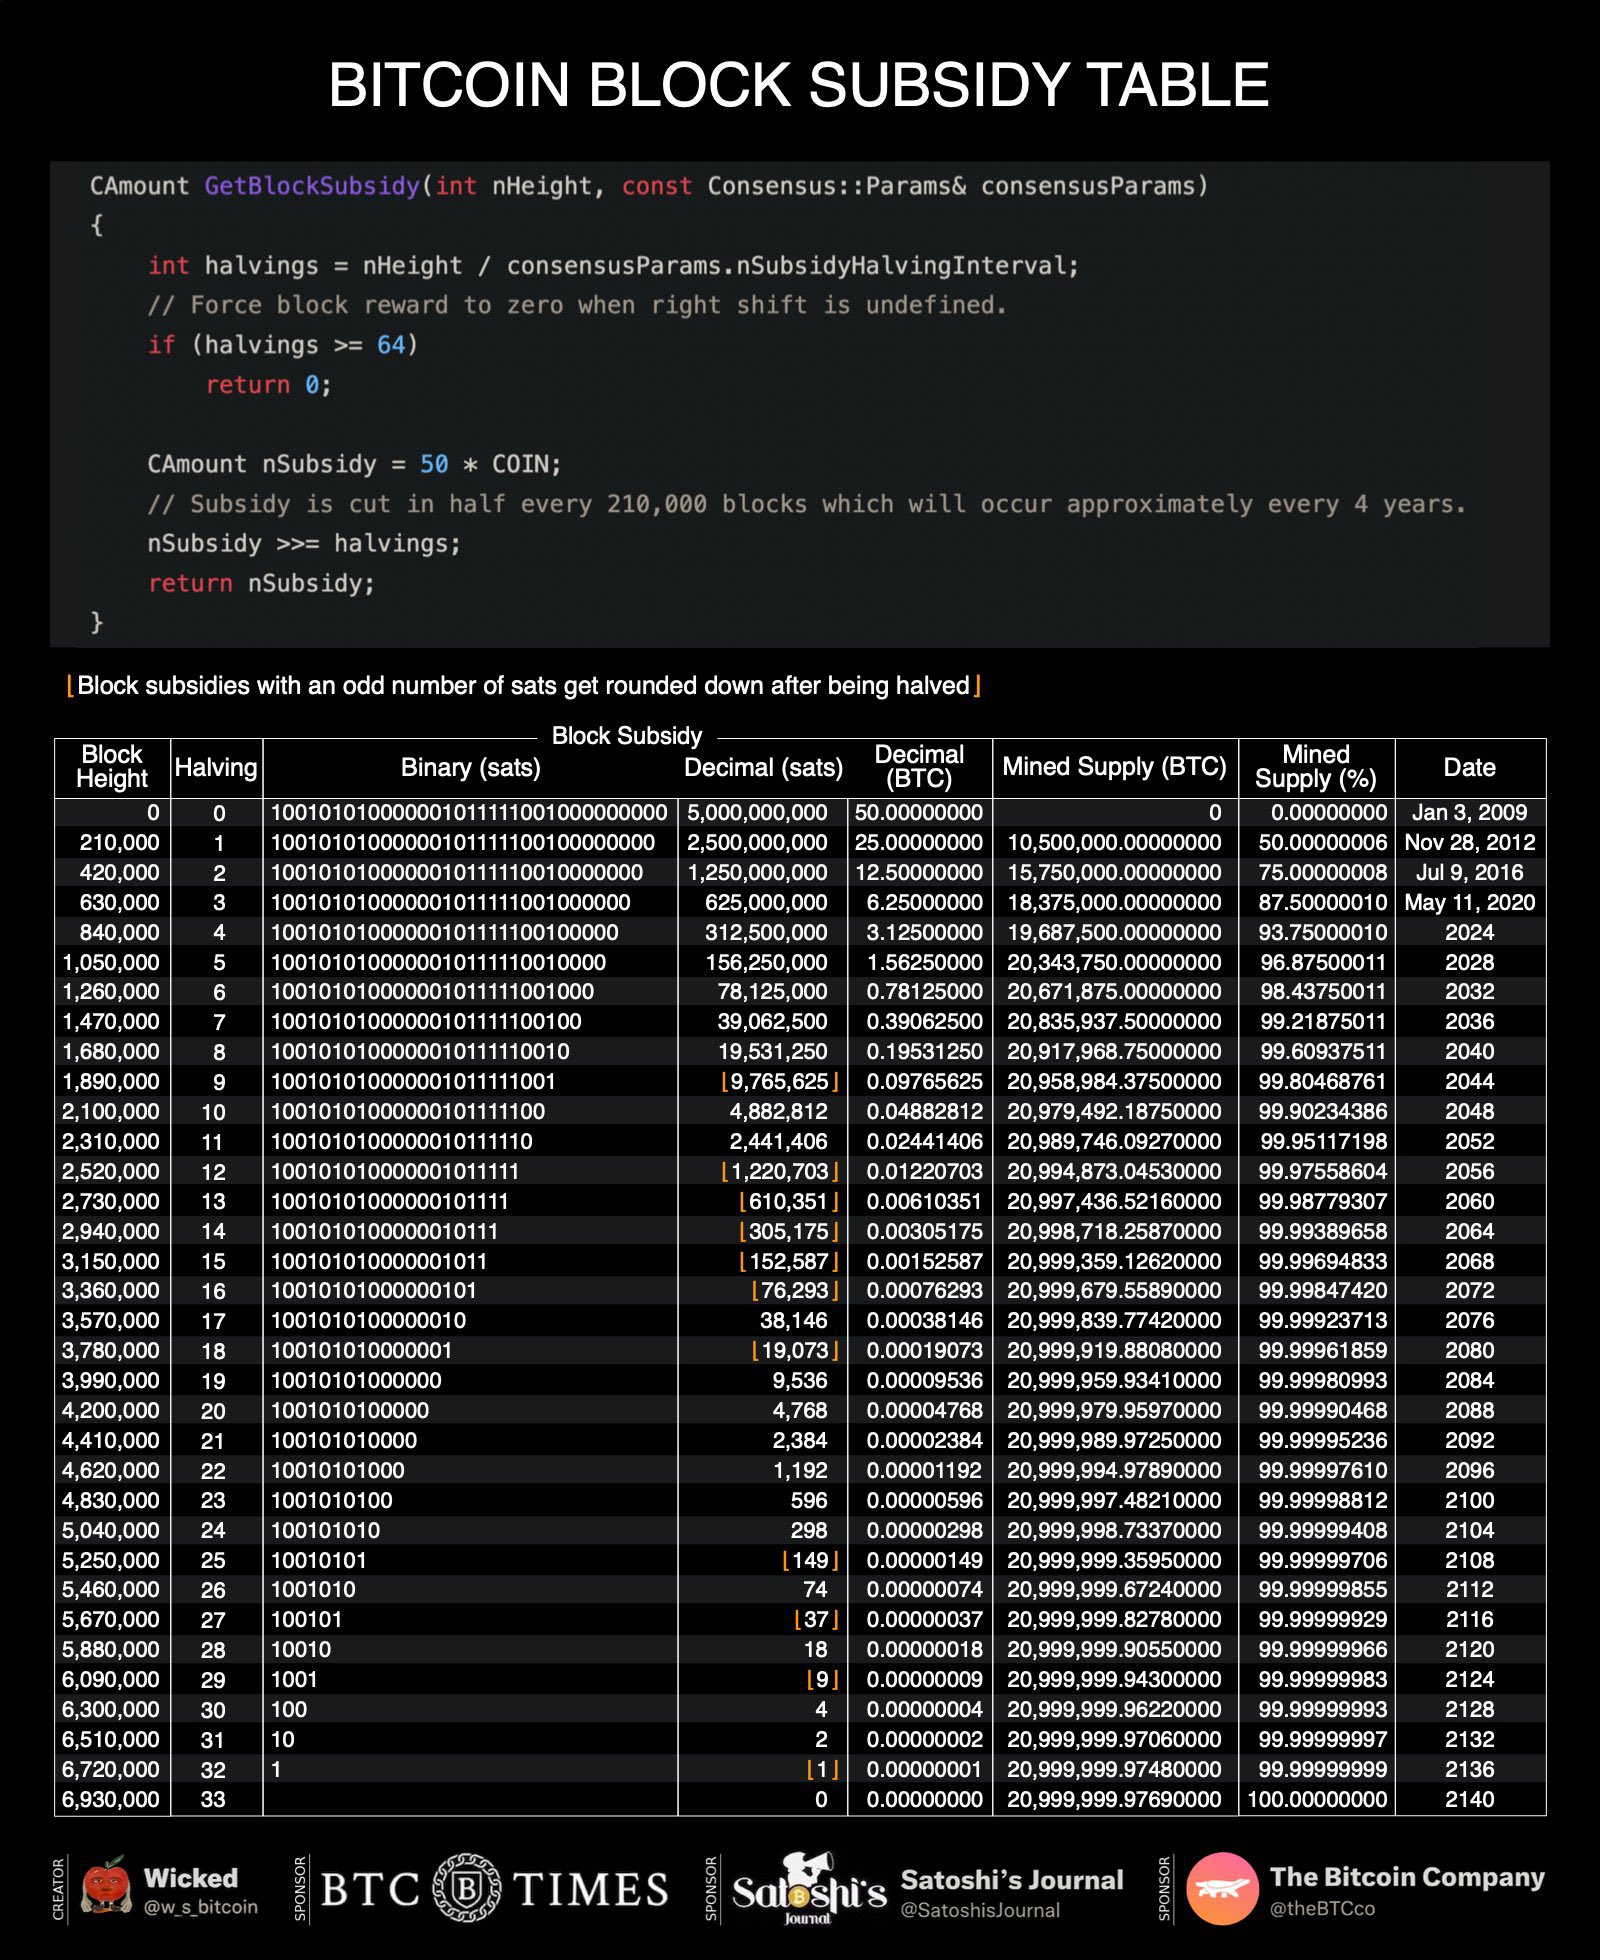 BITCOIN BLOCK SUBSIDY TABLE
CAmount GetBlockSubsidy(int nHeight, const Consensus::Params& consensusParams)
{
int halvings = nHeight / consensusParams.nSubsidyHalvingInterval;
// Force block reward to zero when right shift is undefined.
if (halvings >= 64)
return 0;
CAmount nSubsidy = 50 * COIN;
// Subsidy is cut in half every 210,000 blocks which will occur approximately every 4 years.
nSubsidy >>= halvings;
return nSubsidy;
}
⌊Block subsidies with an odd number of sats get rounded down after being halved⌋
Block Subsidy
Block Height Halving Binary (sats) Decimal (sats) Decimal (BTC) Mined Supply (BTC) Mined Supply (%) Date
0 0 100101010000001011111001000000000 5,000,000,000 50.00000000 0 0.00000000 Jan 3, 2009
210,000 1 10010101000000101111100100000000 2,500,000,000 25.00000000 10,500,000.00000000 50.00000006 Nov 28, 2012
420,000 2 1001010100000010111110010000000 1,250,000,000 12.50000000 15,750,000.00000000 75.00000008 Jul 9, 2016
630,000 3 100101010000001011111001000000 625,000,000 6.25000000 18,375,000.00000000 87.50000010 May 11, 2020
840,000 4 10010101000000101111100100000 312,500,000 3.12500000 19,687,500.00000000 93.75000010 2024
1,050,000 5 1001010100000010111110010000 156,250,000 1.56250000 20,343,750.00000000 96.87500011 2028
1,260,000 6 100101010000001011111001000 78,125,000 0.78125000 20,671,875.00000000 98.43750011 2032
1,470,000 7 10010101000000101111100100 39,062,500 0.39062500 20,835,937.50000000 99.21875011 2036
1,680,000 8 1001010100000010111110010 19,531,250 0.19531250 20,917,968.75000000 99.60937511 2040
1,890,000 9 100101010000001011111001 ⌊9,765,625⌋ 0.09765625 20,958,984.37500000 99.80468761 2044
2,100,000 10 10010101000000101111100 4,882,812 0.04882812 20,979,492.18750000 99.90234386 2048
2,310,000 11 1001010100000010111110 2,441,406 0.02441406 20,989,746.09270000 99.95117198 2052
2,520,000 12 100101010000001011111 ⌊1,220,703⌋ 0.01220703 20,994,873.04530000 99.97558604 2056
2,730,000 13 10010101000000101111 ⌊610,351⌋ 0.00610351 20,997,436.52160000 99.98779307 2060
2,940,000 14 1001010100000010111 ⌊305,175⌋ 0.00305175 20,998,718.25870000 99.99389658 2064
3,150,000 15 100101010000001011 ⌊152,587⌋ 0.00152587 20,999,359.12620000 99.99694833 2068
3,360,000 16 10010101000000101 ⌊76,293⌋ 0.00076293 20,999,679.55890000 99.99847420 2072
3,570,000 17 1001010100000010 38,146 0.00038146 20,999,839.77420000 99.99923713 2076
3,780,000 18 100101010000001 ⌊19,073⌋ 0.00019073 20,999,919.88080000 99.99961859 2080
3,990,000 19 10010101000000 9,536 0.00009536 20,999,959.93410000 99.99980993 2084
4,200,000 20 1001010100000 4,768 0.00004768 20,999,979.95970000 99.99990468 2088
4,410,000 21 100101010000 2,384 0.00002384 20,999,989.97250000 99.99995236 2092
4,620,000 22 10010101000 1,192 0.00001192 20,999,994.97890000 99.99997610 2096
4,830,000 23 1001010100 596 0.00000596 20,999,997.48210000 99.99998812 2100
5,040,000 24 100101010 298 0.00000298 20,999,998.73370000 99.99999408 2104
5,250,000 25 10010101 ⌊149⌋ 0.00000149 20,999,999.35950000 99.99999706 2108
5,460,000 26 1001010 74 0.00000074 20,999,999.67240000 99.99999855 2112
5,670,000 27 100101 ⌊37⌋ 0.00000037 20,999,999.82780000 99.99999929 2116
5,880,000 28 10010 18 0.00000018 20,999,999.90550000 99.99999966 2120
6,090,000 29 1001 ⌊9⌋ 0.00000009 20,999,999.94300000 99.99999983 2124
6,300,000 30 100 4 0.00000004 20,999,999.96220000 99.99999993 2128
6,510,000 31 10 2 0.00000002 20,999,999.97060000 99.99999997 2132
6,720,000 32 1 ⌊1⌋ 0.00000001 20,999,999.97480000 99.99999999 2136
6,930,000 33 0 0.00000000 20,999,999.97690000 100.00000000 2140
CREATOR Wicked @w_s_bitcoin
SPONSOR BTC B TIMES
SPONSOR Satoshi's Journal Satoshi's Journal @SatoshisJournal
SPONSOR The Bitcoin Company @theBTCco